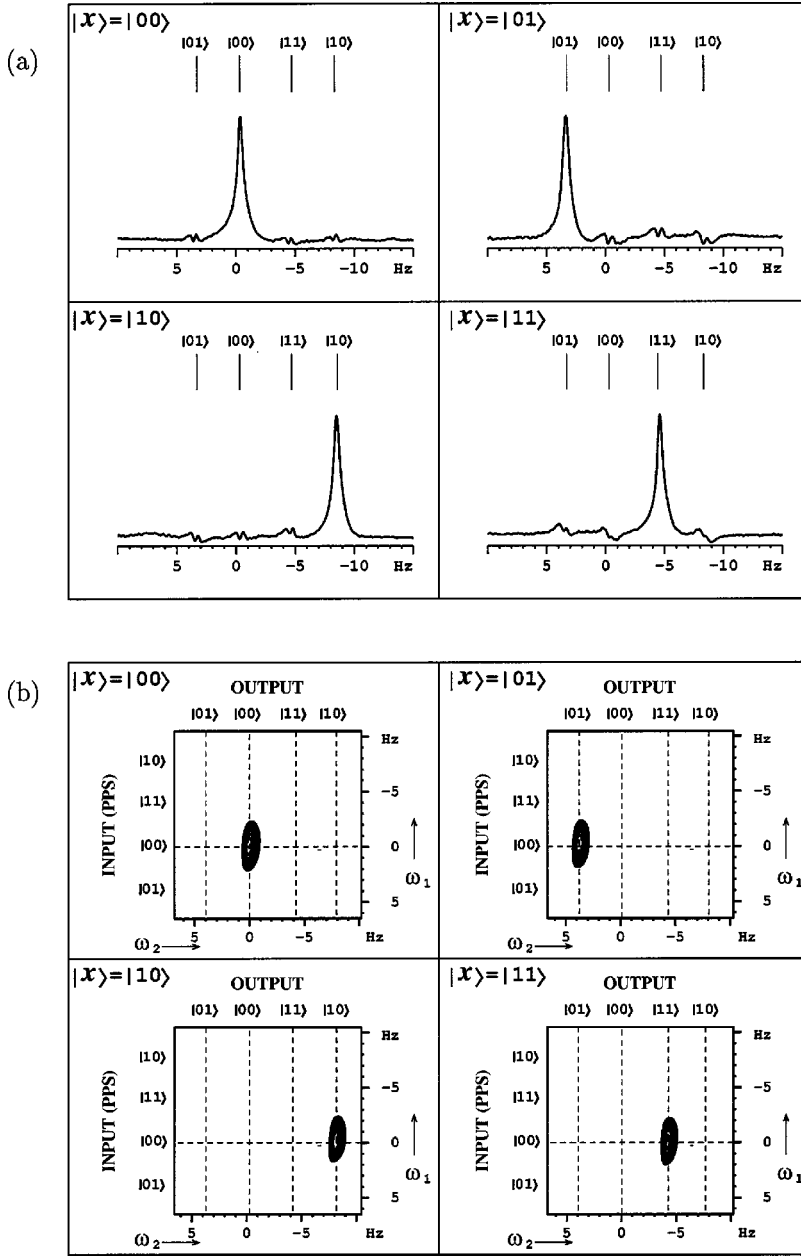 (a)
|x⟩=|00⟩
|01⟩ |00⟩ |11⟩ |10⟩
5 0 -5 -10 Hz
|x⟩=|01⟩
|01⟩ |00⟩ |11⟩ |10⟩
5 0 -5 -10 Hz
|x⟩=|10⟩
|01⟩ |00⟩ |11⟩ |10⟩
5 0 -5 -10 Hz
|x⟩=|11⟩
|01⟩ |00⟩ |11⟩ |10⟩
5 0 -5 -10 Hz
(b)
|x⟩=|00⟩
OUTPUT
|01⟩ |00⟩ |11⟩ |10⟩
INPUT (PPS)
|10⟩
|11⟩
|00⟩
|01⟩
Hz
-5
0
5
ω₁
ω₂
5 0 -5 Hz
|x⟩=|01⟩
OUTPUT
|01⟩ |00⟩ |11⟩ |10⟩
INPUT (PPS)
|10⟩
|11⟩
|00⟩
|01⟩
Hz
-5
0
5
ω₁
ω₂
5 0 -5 Hz
|x⟩=|10⟩
OUTPUT
|01⟩ |00⟩ |11⟩ |10⟩
INPUT (PPS)
|10⟩
|11⟩
|00⟩
|01⟩
Hz
-5
0
5
ω₁
ω₂
5 0 -5 Hz
|x⟩=|11⟩
OUTPUT
|01⟩ |00⟩ |11⟩ |10⟩
INPUT (PPS)
|10⟩
|11⟩
|00⟩
|01⟩
Hz
-5
0
5
ω₁
ω₂
5 0 -5 Hz